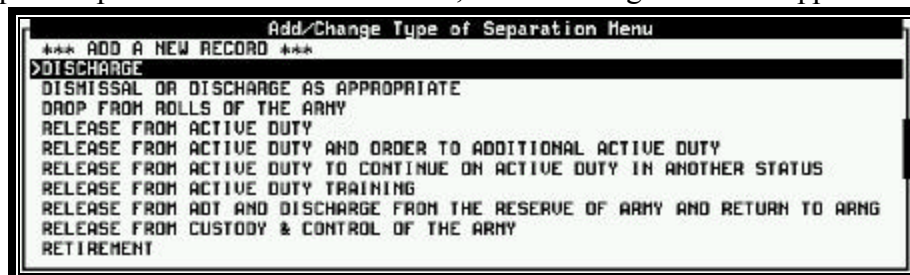 Add/Change Type of Separation Menu
*** ADD A NEW RECORD ***
>DISCHARGE
DISMISSAL OR DISCHARGE AS APPROPRIATE
DROP FROM ROLLS OF THE ARMY
RELEASE FROM ACTIVE DUTY
RELEASE FROM ACTIVE DUTY AND ORDER TO ADDITIONAL ACTIVE DUTY
RELEASE FROM ACTIVE DUTY TO CONTINUE ON ACTIVE DUTY IN ANOTHER STATUS
RELEASE FROM ACTIVE DUTY TRAINING
RELEASE FROM ADT AND DISCHARGE FROM THE RESERVE OF ARMY AND RETURN TO ARNG
RELEASE FROM CUSTODY & CONTROL OF THE ARMY
RETIREMENT